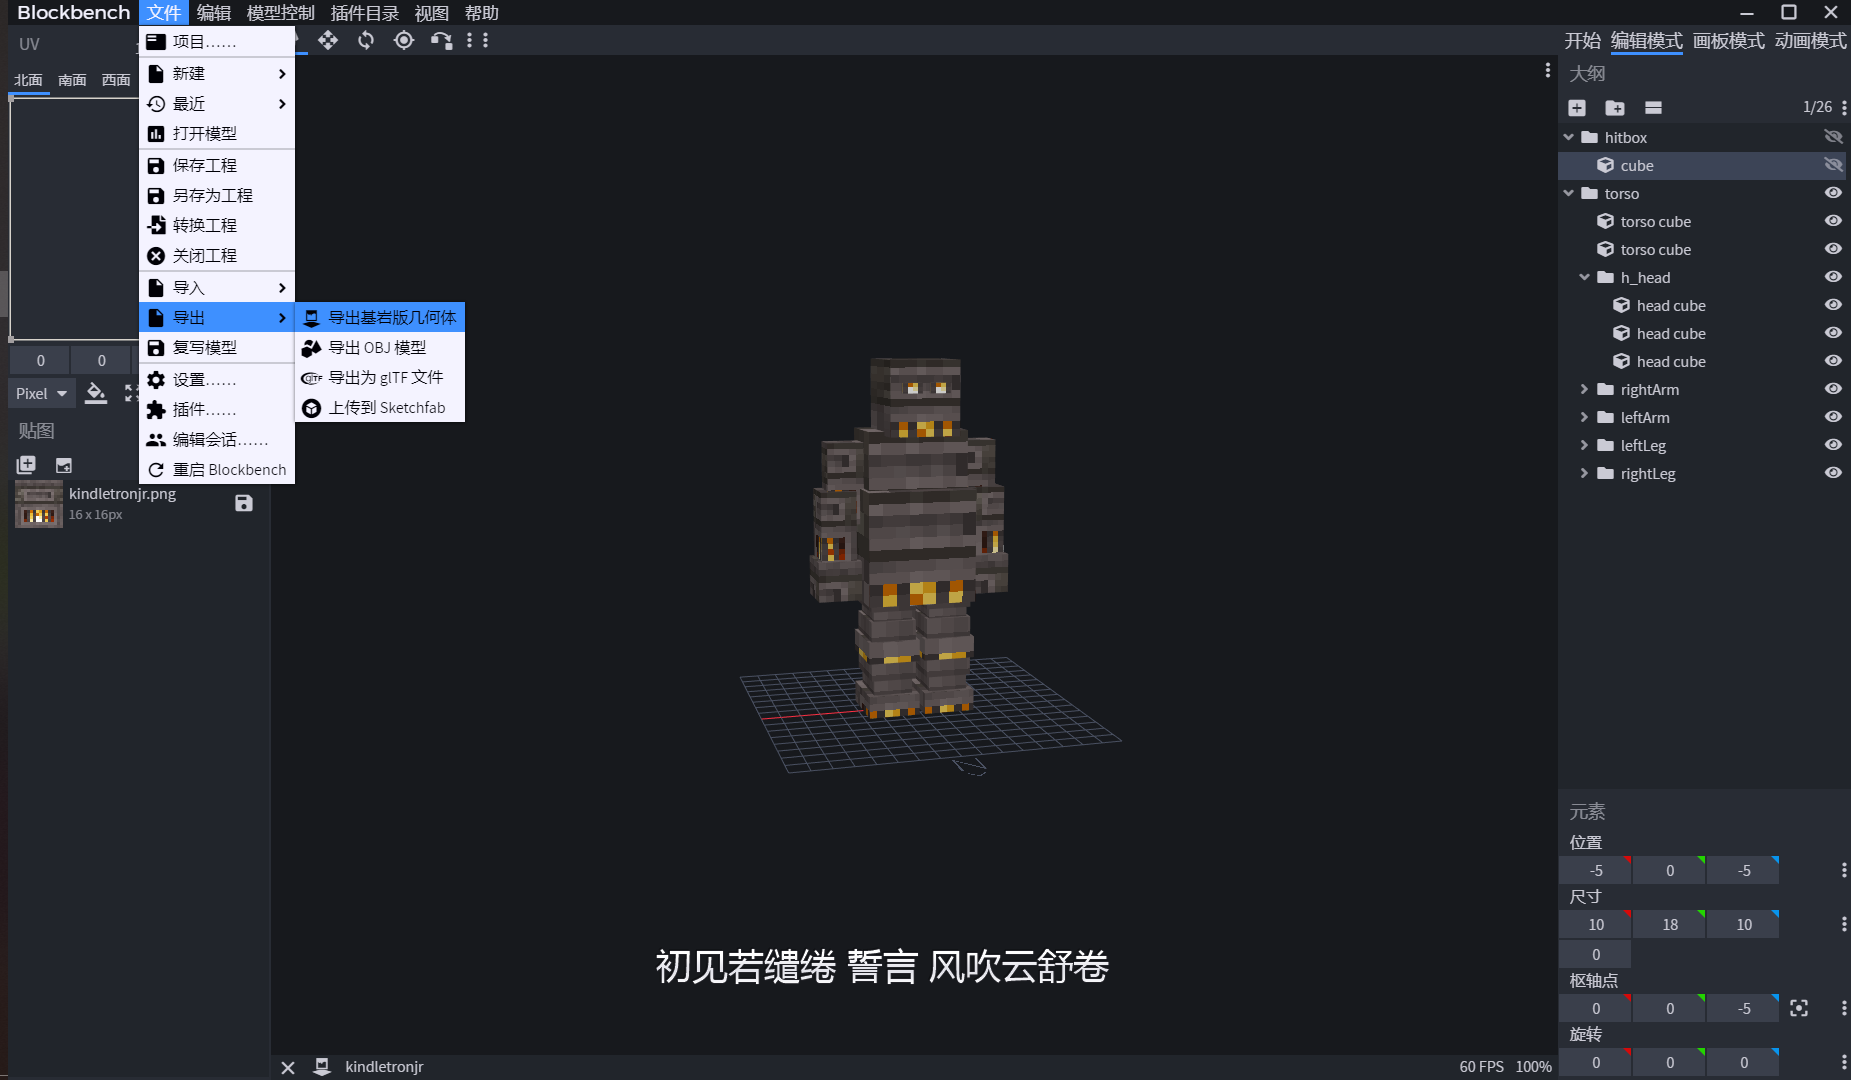 Blockbench 文件 编辑 模型控制 插件目录 视图 帮助
UV
北面 南面 西面
0 0
Pixel
贴图
kindletronjr.png
16 x 16px
项目……
新建
最近
打开模型
保存工程
另存为工程
转换工程
关闭工程
导入
导出
复写模型
设置……
插件……
编辑会话……
重启 Blockbench
导出基岩版几何体
导出 OBJ 模型
glTF 导出为 glTF 文件
上传到 Sketchfab
初见若缱绻 誓言 风吹云舒卷
kindletronjr
60 FPS 100%
开始 编辑模式 画板模式 动画模式
大纲
1/26
hitbox
cube
torso
torso cube
torso cube
h_head
head cube
head cube
head cube
rightArm
leftArm
leftLeg
rightLeg
元素
位置
-5 0 -5
尺寸
10 18 10
0
枢轴点
0 0 -5
旋转
0 0 0